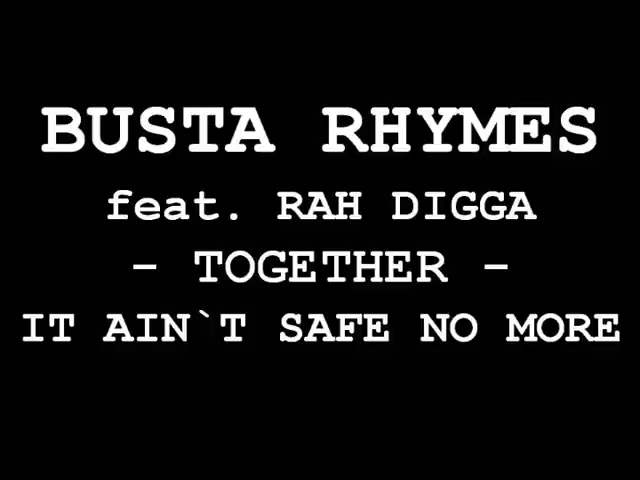 BUSTA RHYMES
feat. RAH DIGGA
- TOGETHER -
IT AIN`T SAFE NO MORE